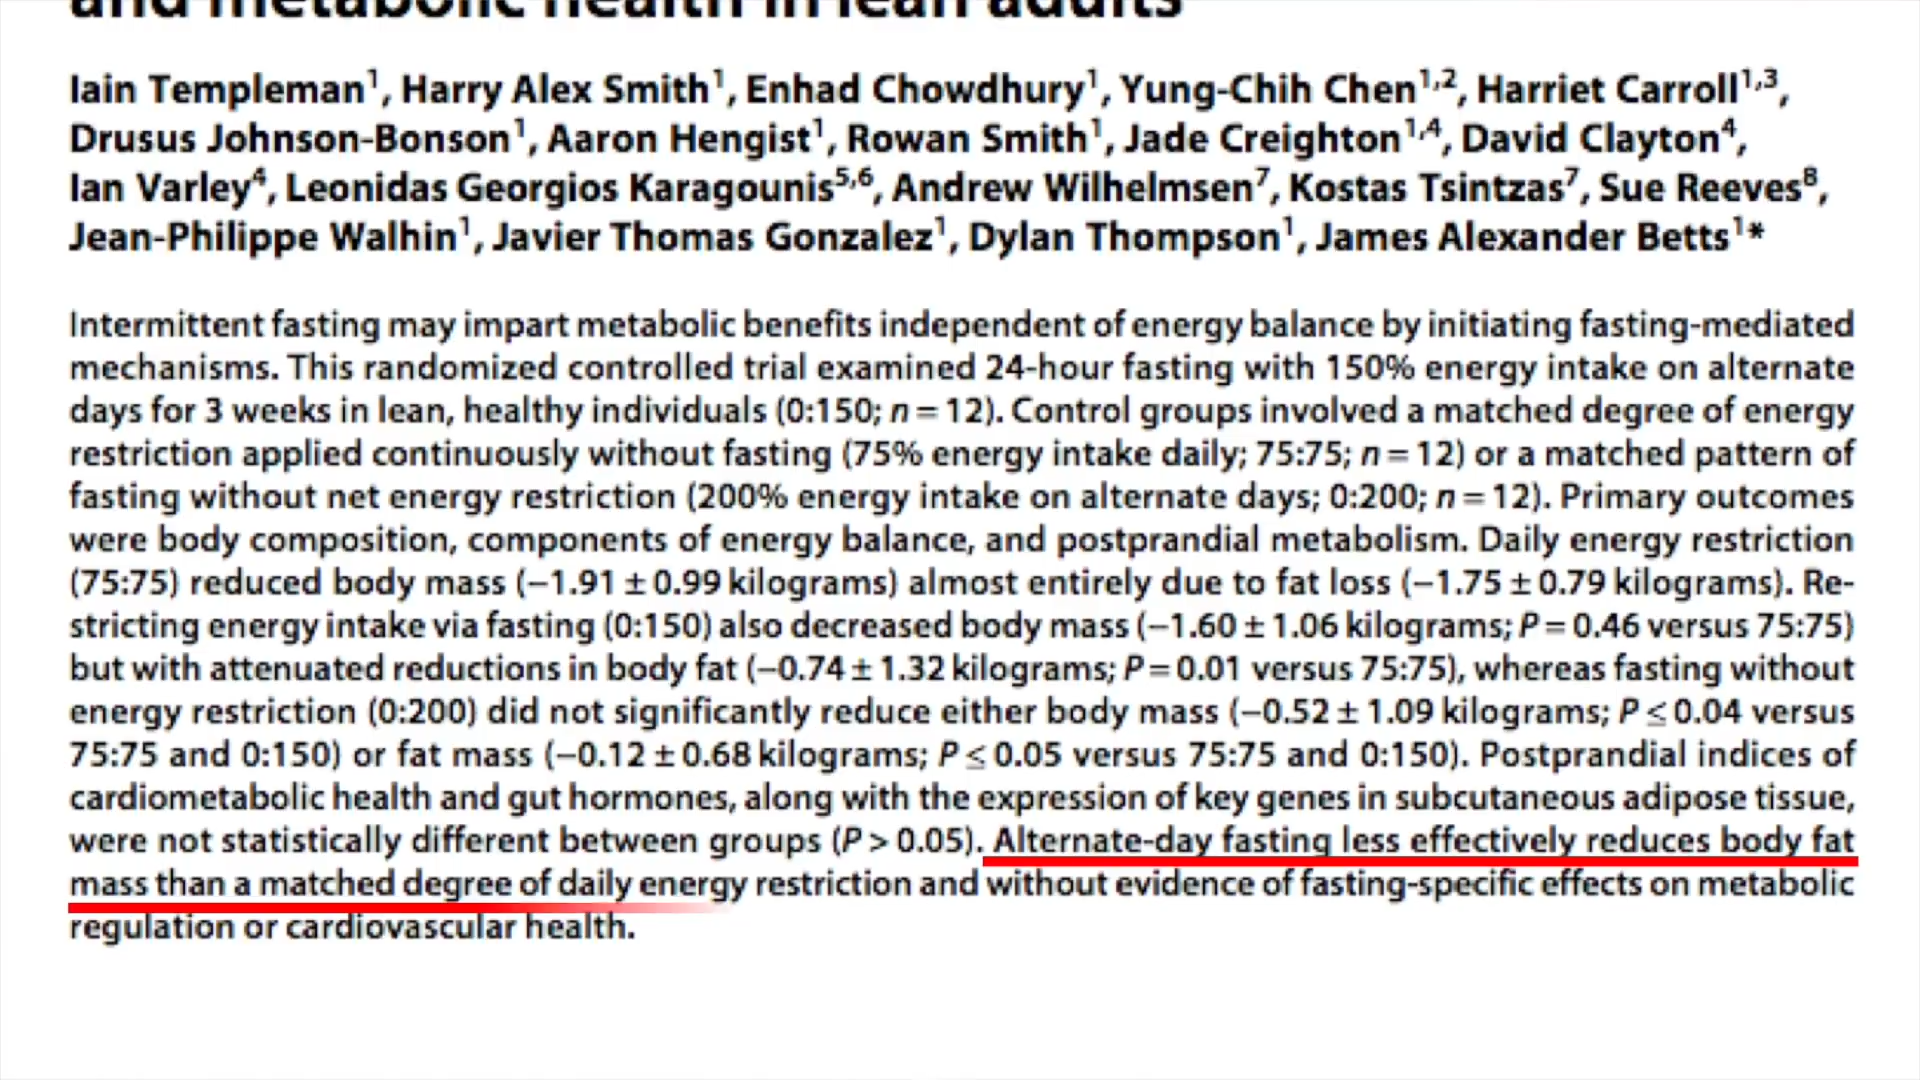 and metabolic health in lean adults
Iain Templeman¹, Harry Alex Smith¹, Enhad Chowdhury¹, Yung-Chih Chen¹,², Harriet Carroll¹,³,
Drusus Johnson-Bonson¹, Aaron Hengist¹, Rowan Smith¹, Jade Creighton¹,⁴, David Clayton⁴,
Ian Varley⁴, Leonidas Georgios Karagounis⁵,⁶, Andrew Wilhelmsen⁷, Kostas Tsintzas⁷, Sue Reeves⁸,
Jean-Philippe Walhin¹, Javier Thomas Gonzalez¹, Dylan Thompson¹, James Alexander Betts¹*
Intermittent fasting may impart metabolic benefits independent of energy balance by initiating fasting-mediated
mechanisms. This randomized controlled trial examined 24-hour fasting with 150% energy intake on alternate
days for 3 weeks in lean, healthy individuals (0:150; n = 12). Control groups involved a matched degree of energy
restriction applied continuously without fasting (75% energy intake daily; 75:75; n = 12) or a matched pattern of
fasting without net energy restriction (200% energy intake on alternate days; 0:200; n = 12). Primary outcomes
were body composition, components of energy balance, and postprandial metabolism. Daily energy restriction
(75:75) reduced body mass (−1.91 ± 0.99 kilograms) almost entirely due to fat loss (−1.75 ± 0.79 kilograms). Re-
stricting energy intake via fasting (0:150) also decreased body mass (−1.60 ± 1.06 kilograms; P = 0.46 versus 75:75)
but with attenuated reductions in body fat (−0.74 ± 1.32 kilograms; P = 0.01 versus 75:75), whereas fasting without
energy restriction (0:200) did not significantly reduce either body mass (−0.52 ± 1.09 kilograms; P ≤ 0.04 versus
75:75 and 0:150) or fat mass (−0.12 ± 0.68 kilograms; P ≤ 0.05 versus 75:75 and 0:150). Postprandial indices of
cardiometabolic health and gut hormones, along with the expression of key genes in subcutaneous adipose tissue,
were not statistically different between groups (P > 0.05). Alternate-day fasting less effectively reduces body fat
mass than a matched degree of daily energy restriction and without evidence of fasting-specific effects on metabolic
regulation or cardiovascular health.